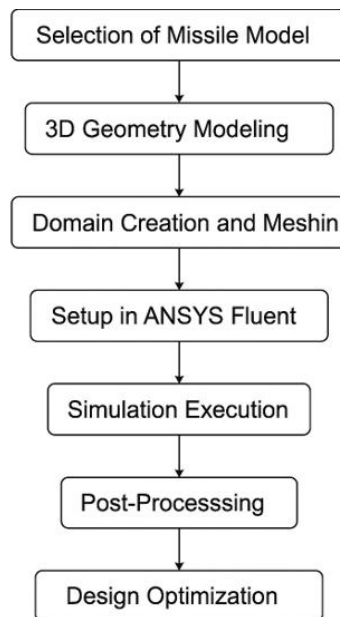 Selection of Missile Model
3D Geometry Modeling
Domain Creation and Meshin
Setup in ANSYS Fluent
Simulation Execution
Post-Processsing
Design Optimization